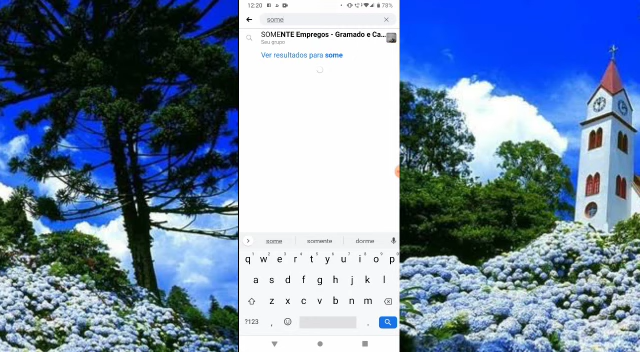 12:20
78%
some
SOMENTE Empregos - Gramado e Ca...
Seu grupo
Ver resultados para some
some somente dorme
q w e r t y u i o p
a s d f g h j k l
z x c v b n m
?123 , .